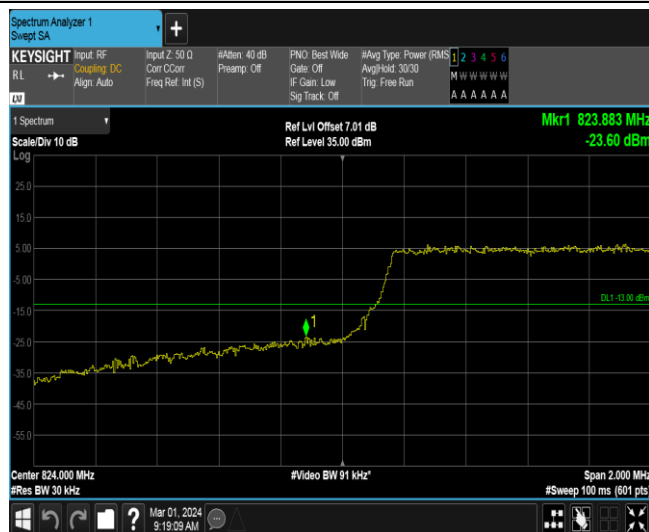 Spectrum Analyzer 1
Swept SA
+
KEYSIGHT
RL
LXI
Input: RF
Coupling: DC
Align: Auto
Input Z: 50 Ω
Corr CCorr
Freq Ref: Int (S)
#Atten: 40 dB
Preamp: Off
PNO: Best Wide
Gate: Off
IF Gain: Low
Sig Track: Off
#Avg Type: Power (RMS
Avg|Hold: 30/30
Trig: Free Run
1 2 3 4 5 6
M W W W W W
A A A A A A
1 Spectrum
Scale/Div 10 dB
Log
Ref Lvl Offset 7.01 dB
Ref Level 35.00 dBm
Mkr1 823.883 MHz
-23.60 dBm
25.0
15.0
5.00
-5.00
-15.0
-25.0
-35.0
-45.0
-55.0
DL1 -13.00 dBm
1
Center 824.000 MHz
#Res BW 30 kHz
#Video BW 91 kHz*
Span 2.000 MHz
#Sweep 100 ms (601 pts)
?
Mar 01, 2024
9:19:09 AM